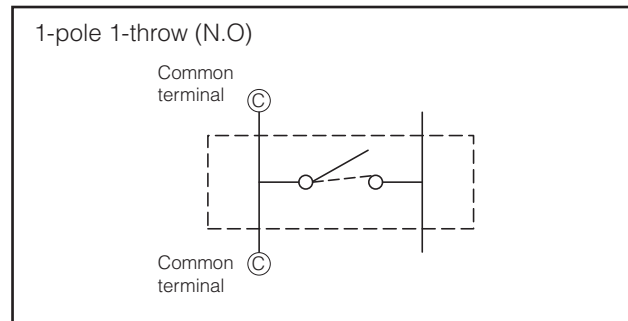 1-pole 1-throw (N.O)
Common
terminal
Ⓒ
Common
terminal
Ⓒ